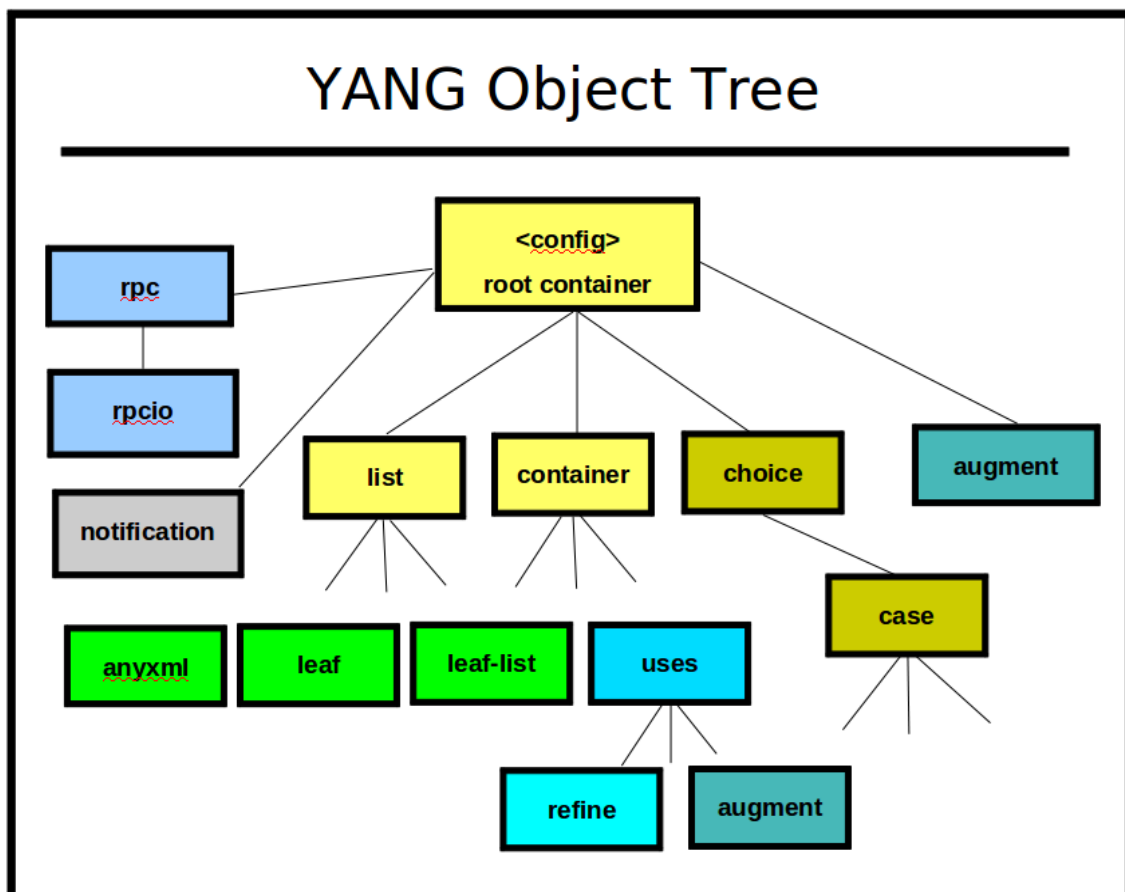 YANG Object Tree
<config>
root container
rpc
rpcio
notification
list
container
choice
augment
case
anyxml
leaf
leaf-list
uses
refine
augment